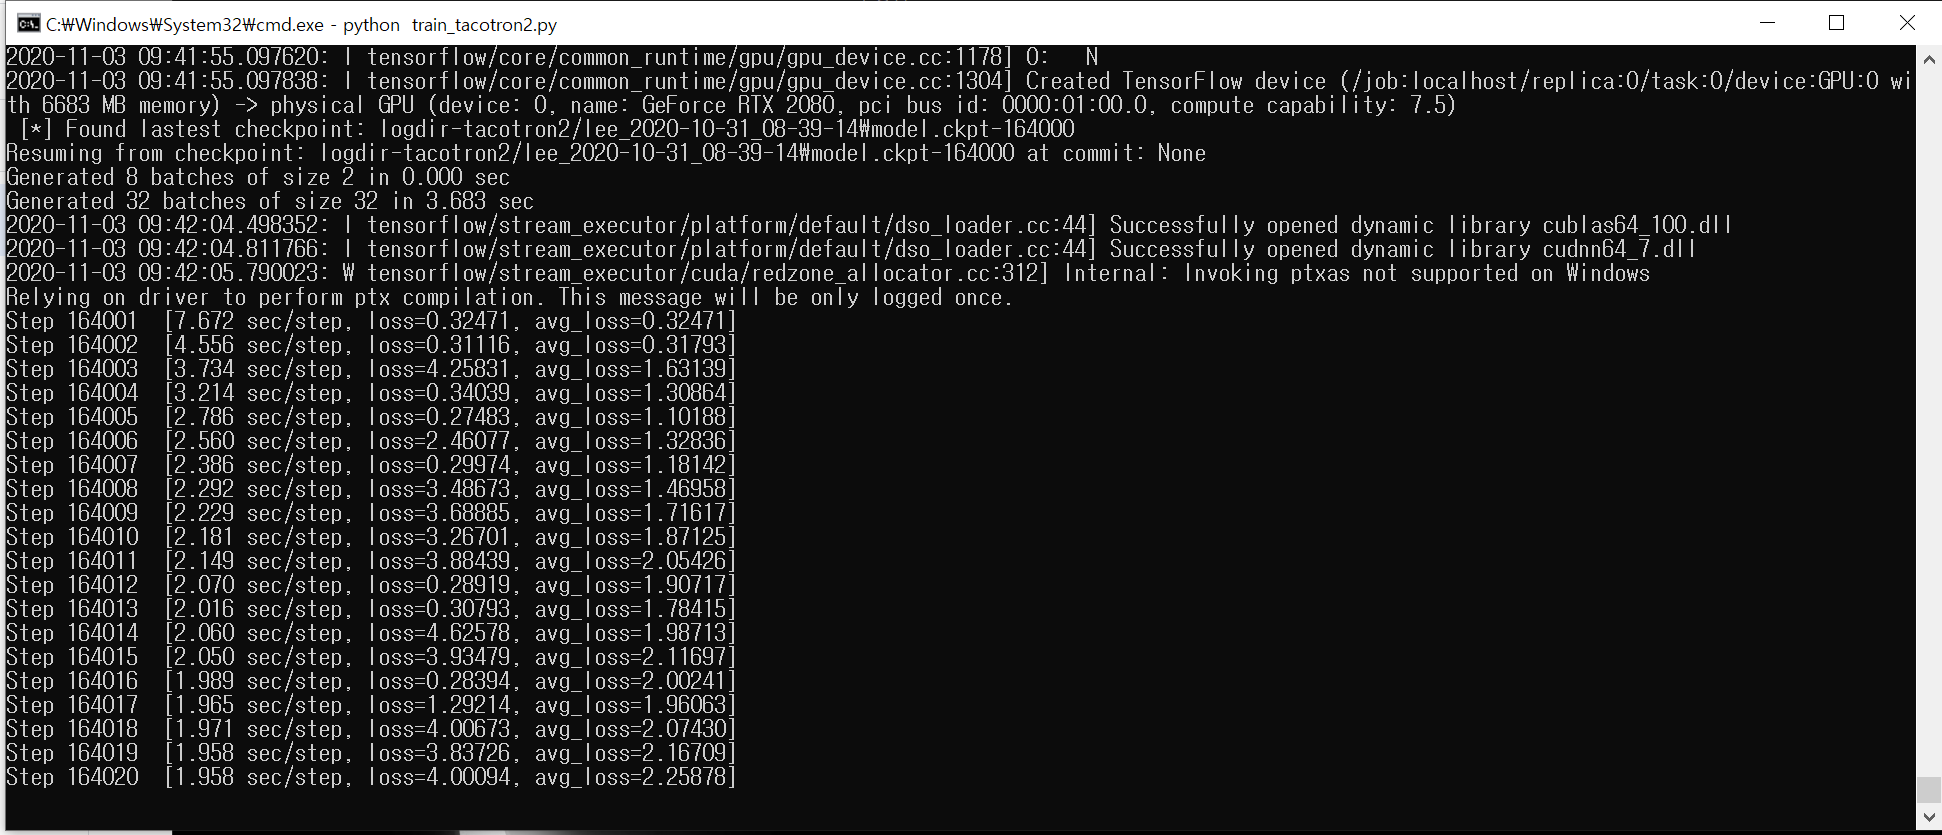 C:₩Windows₩System32₩cmd.exe - python  train_tacotron2.py
2020-11-03 09:41:55.097620: I tensorflow/core/common_runtime/gpu/gpu_device.cc:1178] 0:   N
2020-11-03 09:41:55.097838: I tensorflow/core/common_runtime/gpu/gpu_device.cc:1304] Created TensorFlow device (/job:localhost/replica:0/task:0/device:GPU:0 wi
th 6683 MB memory) -> physical GPU (device: 0, name: GeForce RTX 2080, pci bus id: 0000:01:00.0, compute capability: 7.5)
 [*] Found lastest checkpoint: logdir-tacotron2/lee_2020-10-31_08-39-14₩model.ckpt-164000
Resuming from checkpoint: logdir-tacotron2/lee_2020-10-31_08-39-14₩model.ckpt-164000 at commit: None
Generated 8 batches of size 2 in 0.000 sec
Generated 32 batches of size 32 in 3.683 sec
2020-11-03 09:42:04.498352: I tensorflow/stream_executor/platform/default/dso_loader.cc:44] Successfully opened dynamic library cublas64_100.dll
2020-11-03 09:42:04.811766: I tensorflow/stream_executor/platform/default/dso_loader.cc:44] Successfully opened dynamic library cudnn64_7.dll
2020-11-03 09:42:05.790023: W tensorflow/stream_executor/cuda/redzone_allocator.cc:312] Internal: Invoking ptxas not supported on Windows
Relying on driver to perform ptx compilation. This message will be only logged once.
Step 164001  [7.672 sec/step, loss=0.32471, avg_loss=0.32471]
Step 164002  [4.556 sec/step, loss=0.31116, avg_loss=0.31793]
Step 164003  [3.734 sec/step, loss=4.25831, avg_loss=1.63139]
Step 164004  [3.214 sec/step, loss=0.34039, avg_loss=1.30864]
Step 164005  [2.786 sec/step, loss=0.27483, avg_loss=1.10188]
Step 164006  [2.560 sec/step, loss=2.46077, avg_loss=1.32836]
Step 164007  [2.386 sec/step, loss=0.29974, avg_loss=1.18142]
Step 164008  [2.292 sec/step, loss=3.48673, avg_loss=1.46958]
Step 164009  [2.229 sec/step, loss=3.68885, avg_loss=1.71617]
Step 164010  [2.181 sec/step, loss=3.26701, avg_loss=1.87125]
Step 164011  [2.149 sec/step, loss=3.88439, avg_loss=2.05426]
Step 164012  [2.070 sec/step, loss=0.28919, avg_loss=1.90717]
Step 164013  [2.016 sec/step, loss=0.30793, avg_loss=1.78415]
Step 164014  [2.060 sec/step, loss=4.62578, avg_loss=1.98713]
Step 164015  [2.050 sec/step, loss=3.93479, avg_loss=2.11697]
Step 164016  [1.989 sec/step, loss=0.28394, avg_loss=2.00241]
Step 164017  [1.965 sec/step, loss=1.29214, avg_loss=1.96063]
Step 164018  [1.971 sec/step, loss=4.00673, avg_loss=2.07430]
Step 164019  [1.958 sec/step, loss=3.83726, avg_loss=2.16709]
Step 164020  [1.958 sec/step, loss=4.00094, avg_loss=2.25878]